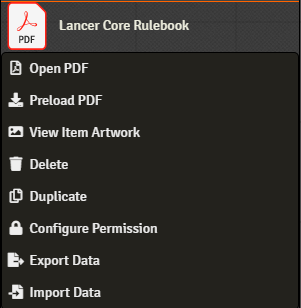 PDF
Lancer Core Rulebook
Open PDF
Preload PDF
View Item Artwork
Delete
Duplicate
Configure Permission
Export Data
Import Data